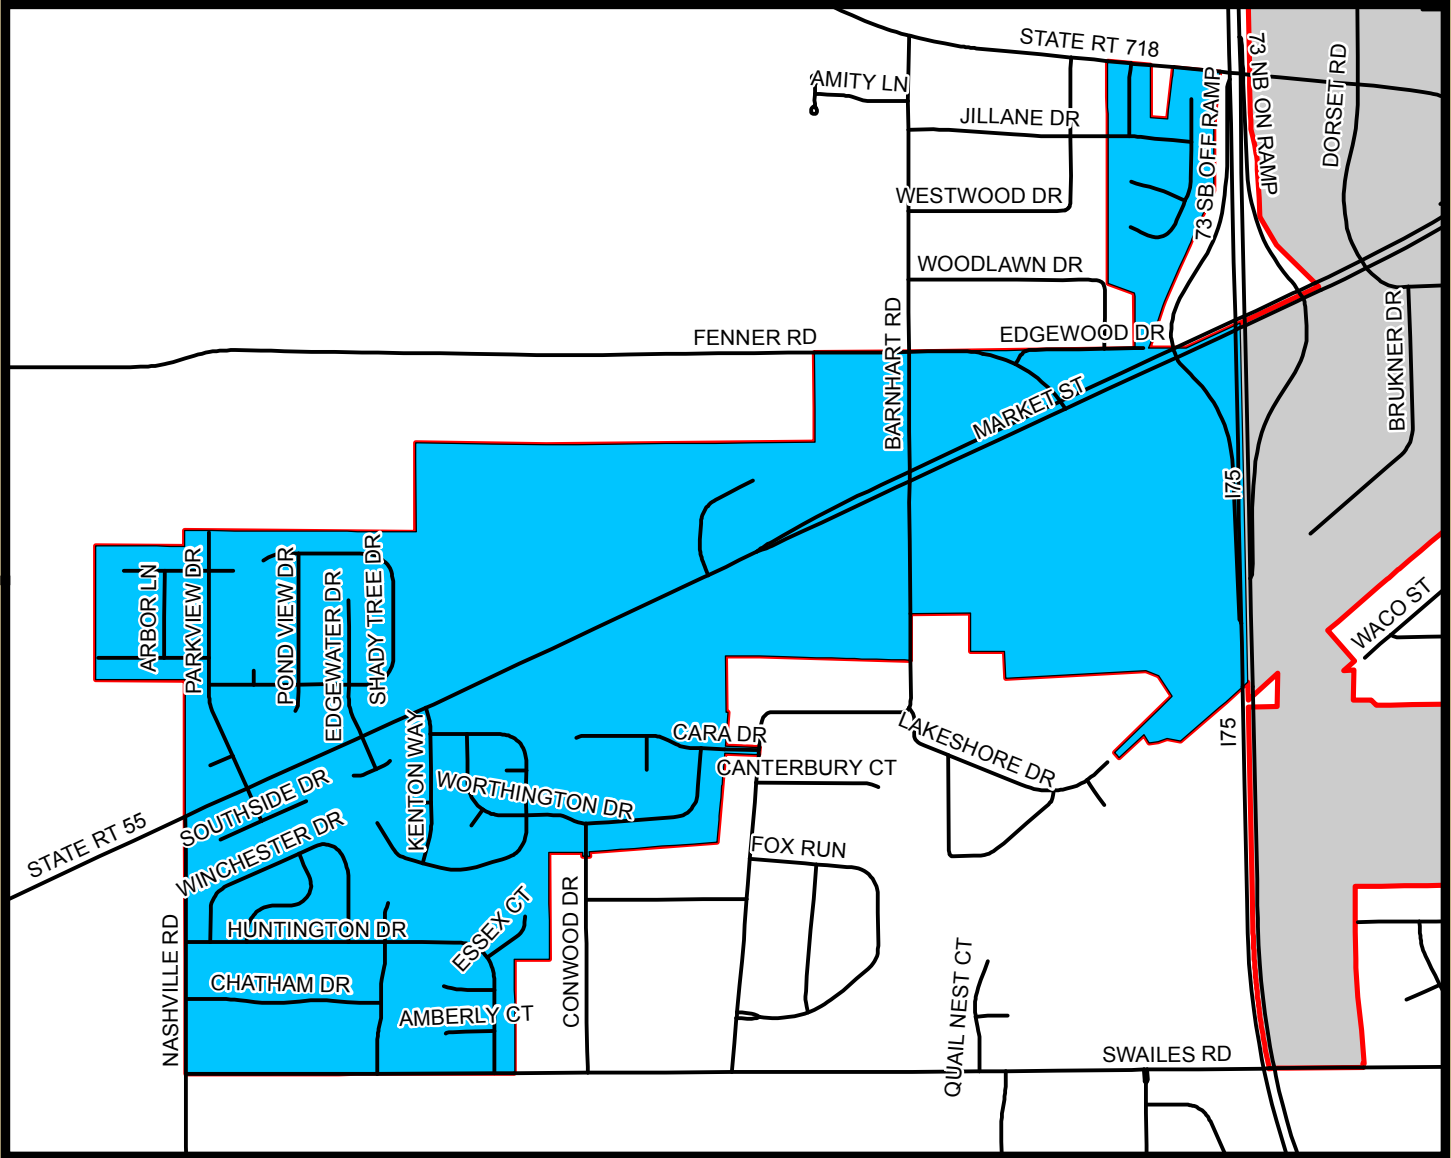 STATE RT 718
73 NB ON RAMP
DORSET RD
AMITY LN
73 SB OFF RAMP
JILLANE DR
WESTWOOD DR
WOODLAWN DR
FENNER RD
EDGEWOOD DR
BARNHART RD
BRUKNER DR
MARKET ST
I75
ARBOR LN
PARKVIEW DR
POND VIEW DR
EDGEWATER DR
SHADY TREE DR
WACO ST
KENTON WAY
CARA DR
LAKESHORE DR
I75
CANTERBURY CT
WORTHINGTON DR
SOUTHSIDE DR
STATE RT 55
WINCHESTER DR
FOX RUN
CONWOOD DR
ESSEX CT
HUNTINGTON DR
NASHVILLE RD
CHATHAM DR
AMBERLY CT
QUAIL NEST CT
SWAILES RD